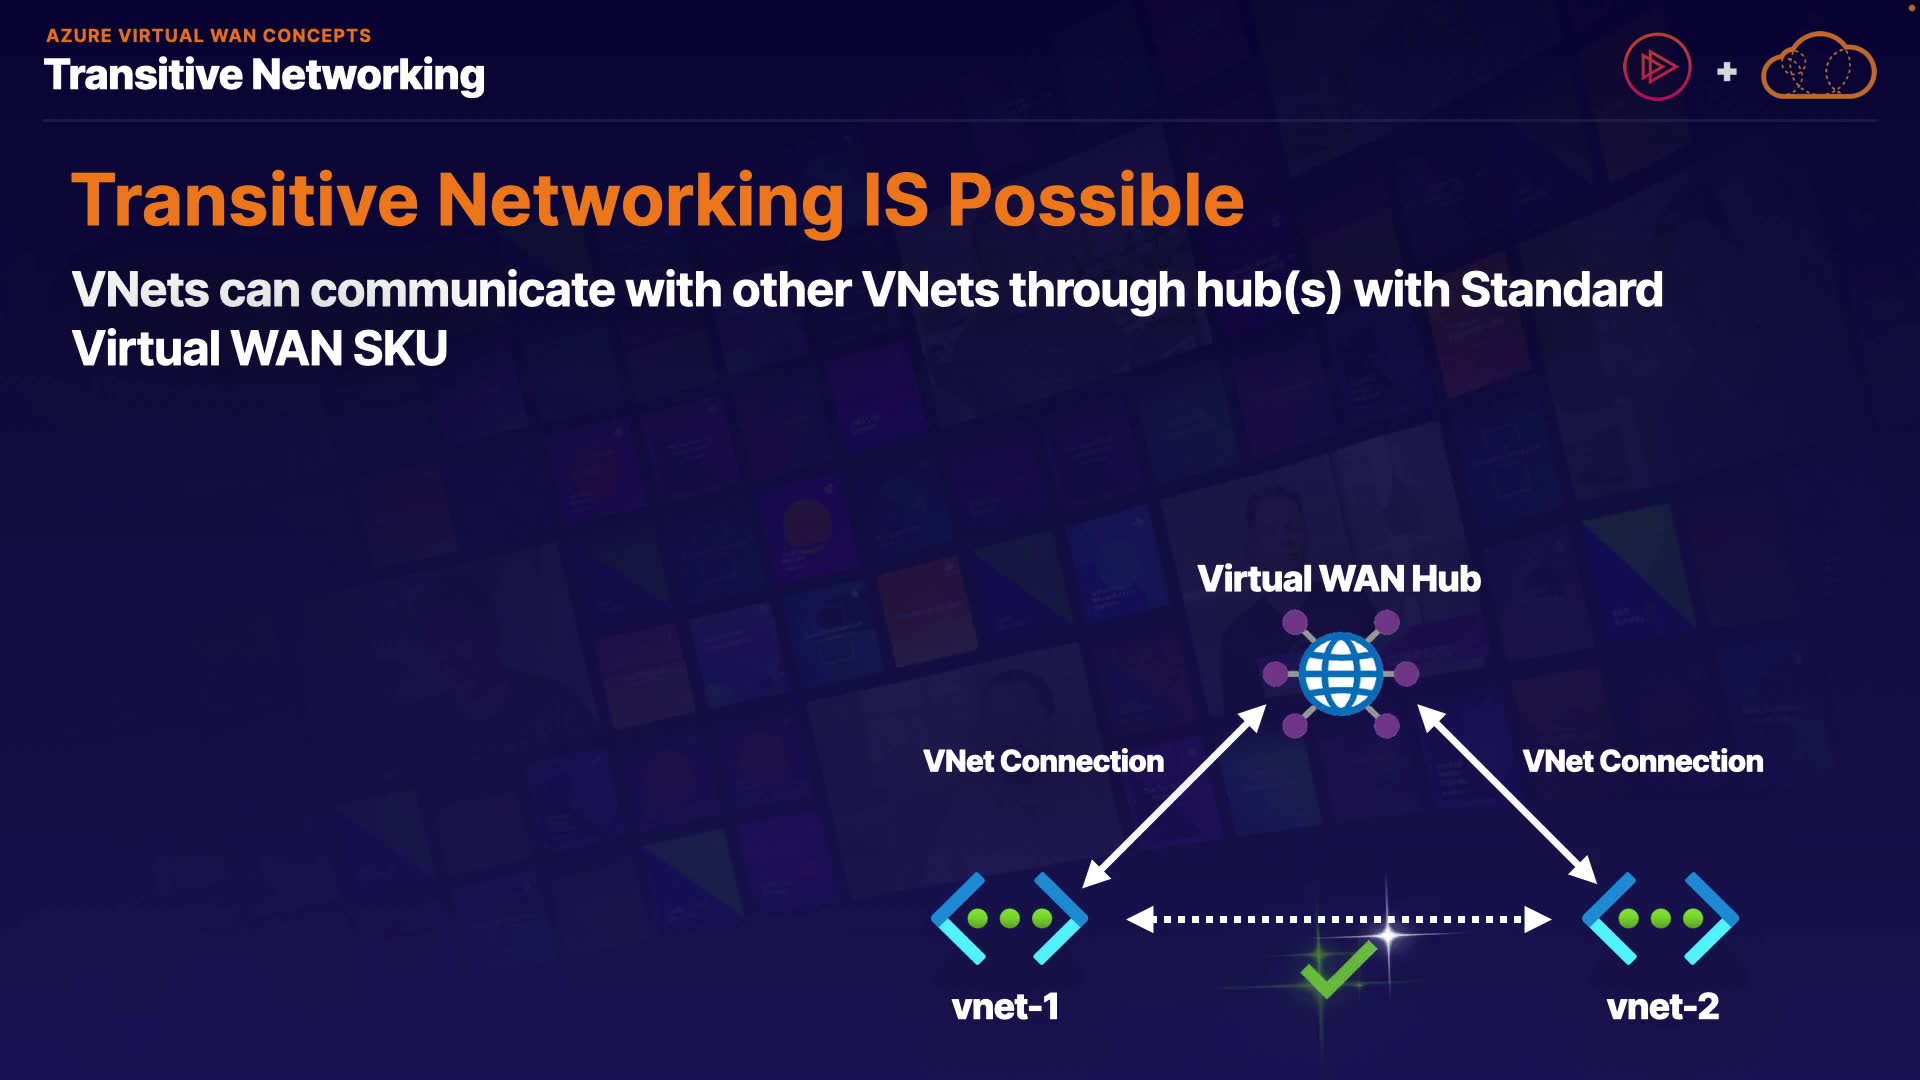 AZURE VIRTUAL WAN CONCEPTS
Transitive Networking
Transitive Networking IS Possible
VNets can communicate with other VNets through hub(s) with Standard
Virtual WAN SKU
Virtual WAN Hub
VNet Connection
VNet Connection
vnet-1
vnet-2